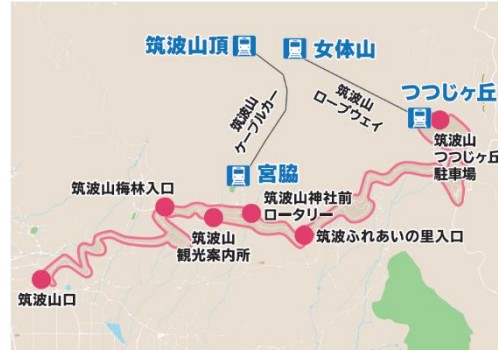 筑波山頂
女体山
つつじヶ丘
筑波山
ロープウェイ
筑波山
ケーブルカー
筑波山
つつじヶ丘
駐車場
宮脇
筑波山梅林入口
筑波山神社前
ロータリー
筑波山
観光案内所
筑波ふれあいの里入口
筑波山口